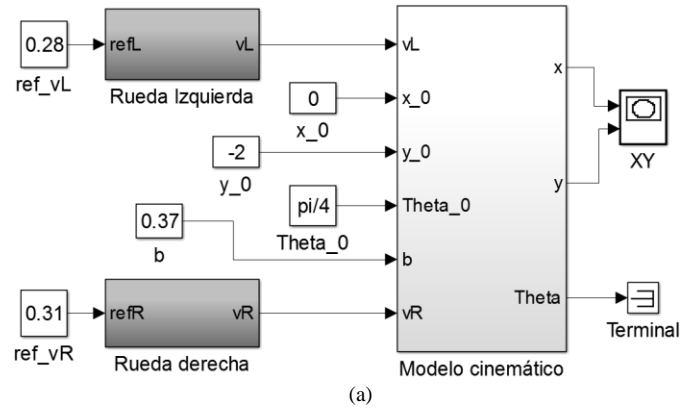 0.28
ref_vL
refL
vL
Rueda Izquierda
0
x_0
-2
y_0
pi/4
Theta_0
0.37
b
0.31
ref_vR
refR
vR
Rueda derecha
vL
x_0
y_0
Theta_0
b
vR
x
y
Theta
Modelo cinemático
XY
Terminal
(a)